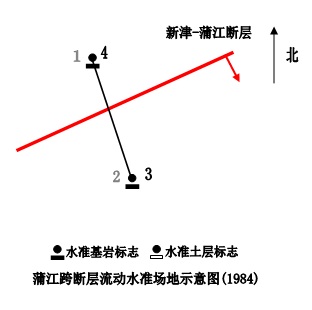 新津-蒲江断层
1 4
北
2 3
水准基岩标志 水准土层标志
蒲江跨断层流动水准场地示意图(1984)